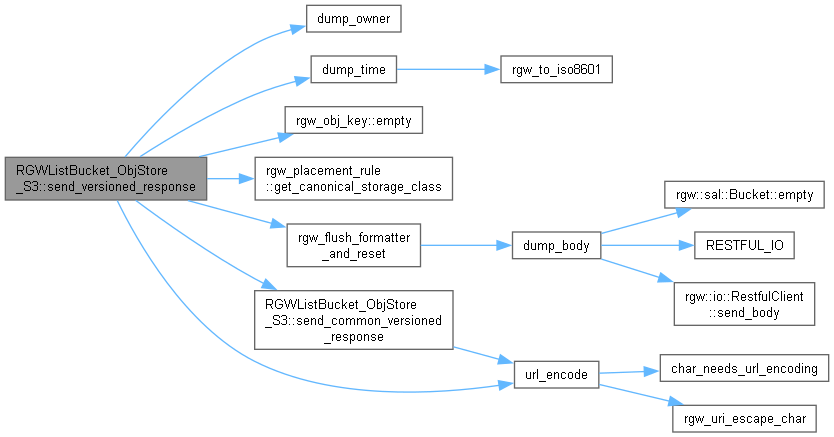 dump_owner
dump_time
rgw_to_iso8601
rgw_obj_key::empty
RGWListBucket_ObjStore
_S3::send_versioned_response
rgw_placement_rule
::get_canonical_storage_class
rgw::sal::Bucket::empty
rgw_flush_formatter
_and_reset
dump_body
RESTFUL_IO
rgw::io::RestfulClient
::send_body
RGWListBucket_ObjStore
_S3::send_common_versioned
_response
url_encode
char_needs_url_encoding
rgw_uri_escape_char